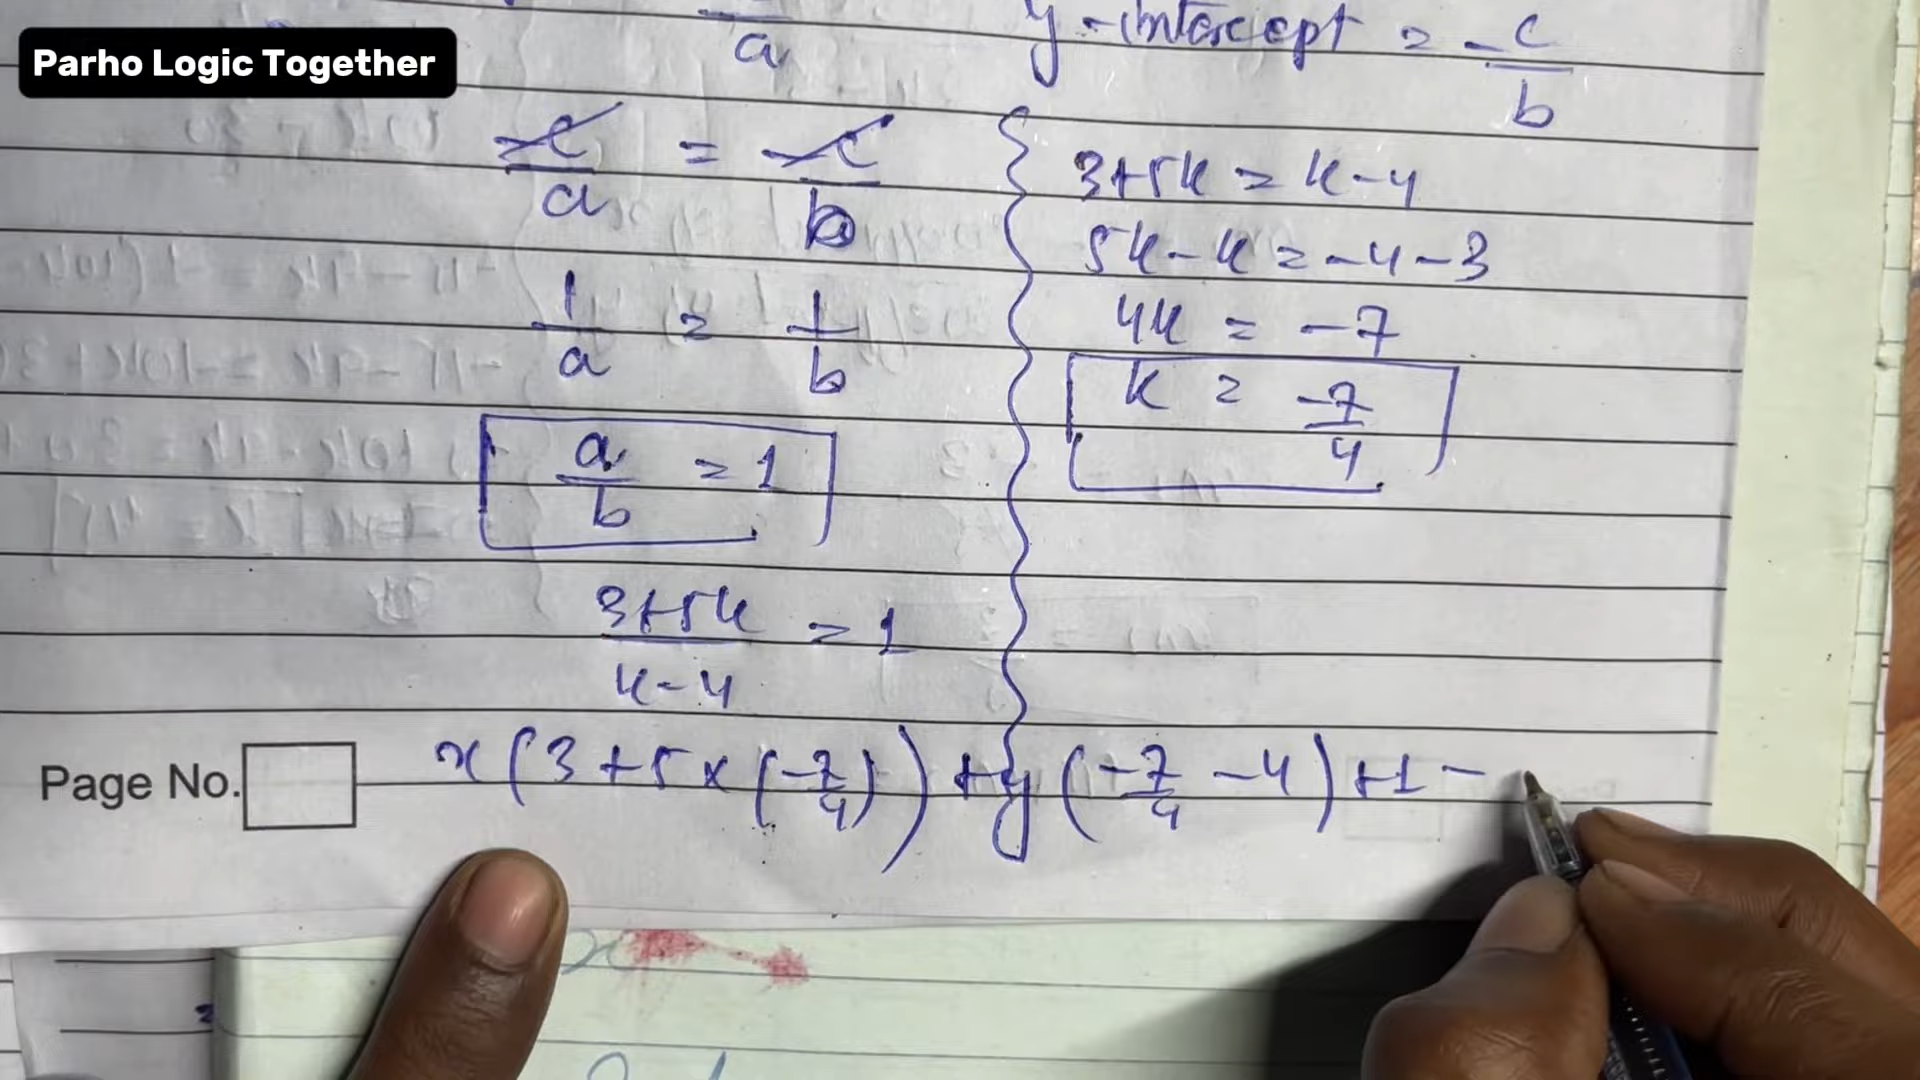 Parho Logic Together
a
y-intercept = -c/b
-c/a = -c/b
1/a = 1/b
a/b = 1
3+5k/k-4 = 1
3+5k = k-4
5k-k = -4-3
4k = -7
k = -7/4
Page No.
x(3+5×(-7/4))+y(-7/4-4)+1-